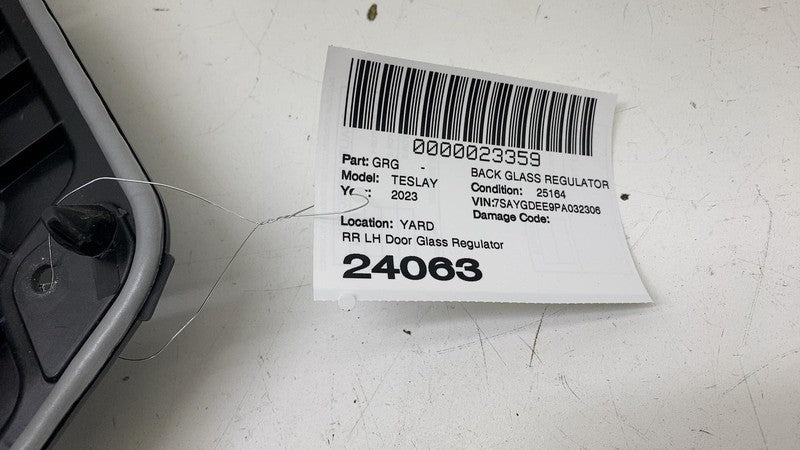 0000023359
Part: GRG - BACK GLASS REGULATOR
Model: TESLAY Condition: 25164
Year: 2023 VIN:7SAYGDEE9PA032306
Damage Code:
Location: YARD
RR LH Door Glass Regulator
24063